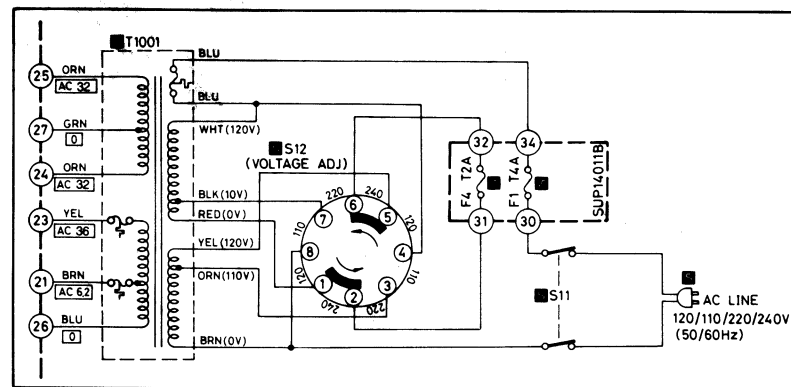 T1001
25 ORN
AC 32
27 GRN
0
24 ORN
AC 32
23 YEL
AC 36
21 BRN
AC 6.2
26 BLU
0
BLU
BLU
WHT (120V)
BLK (10V)
RED (0V)
YEL (120V)
ORN (110V)
BRN (0V)
S12
(VOLTAGE ADJ)
220 240
6
110 7 5 120
8 4
120 1 3 110
2
240 220
32 34
F4 T2A
F1 T4A
SUP14011B
31 30
S11
AC LINE
120/110/220/240V
(50/60Hz)